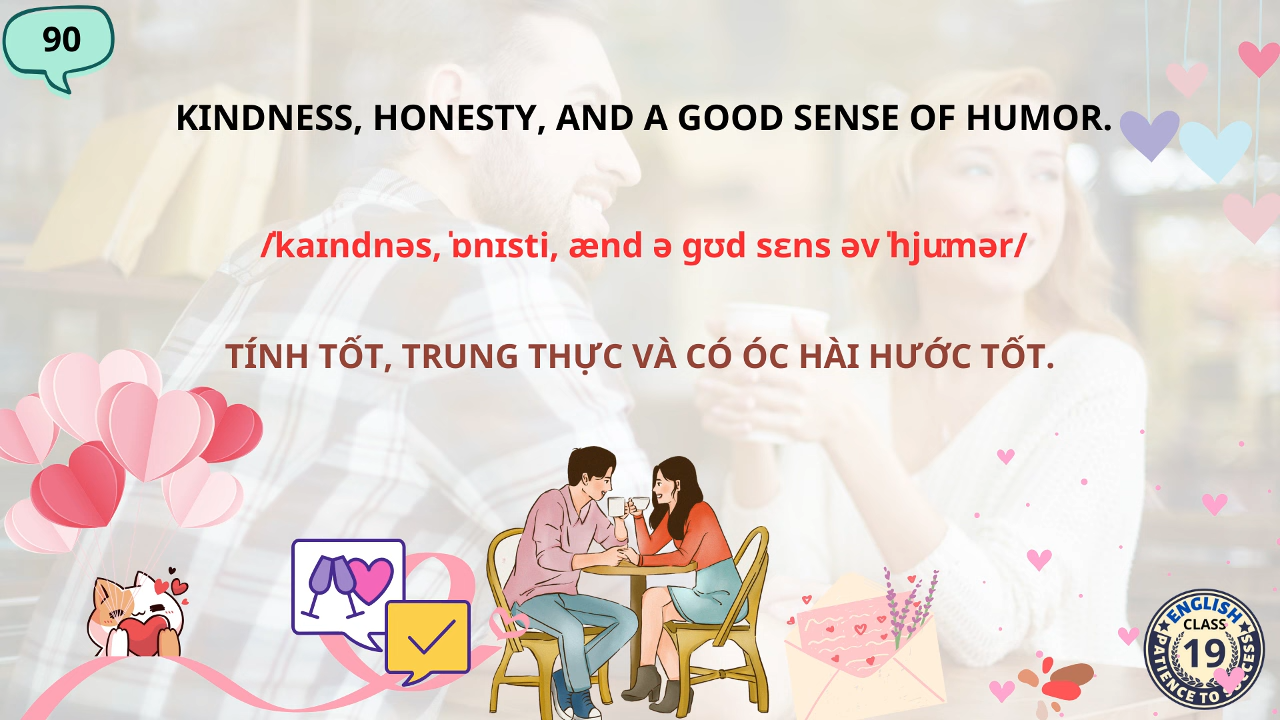 90
KINDNESS, HONESTY, AND A GOOD SENSE OF HUMOR.
/ˈkaɪndnəs, ˈɒnɪsti, ænd ə ɡʊd sɛns əv ˈhjuːmər/
TÍNH TỐT, TRUNG THỰC VÀ CÓ ÓC HÀI HƯỚC TỐT.
ENGLISH
CLASS
19
PATIENCE TO SUCCESS